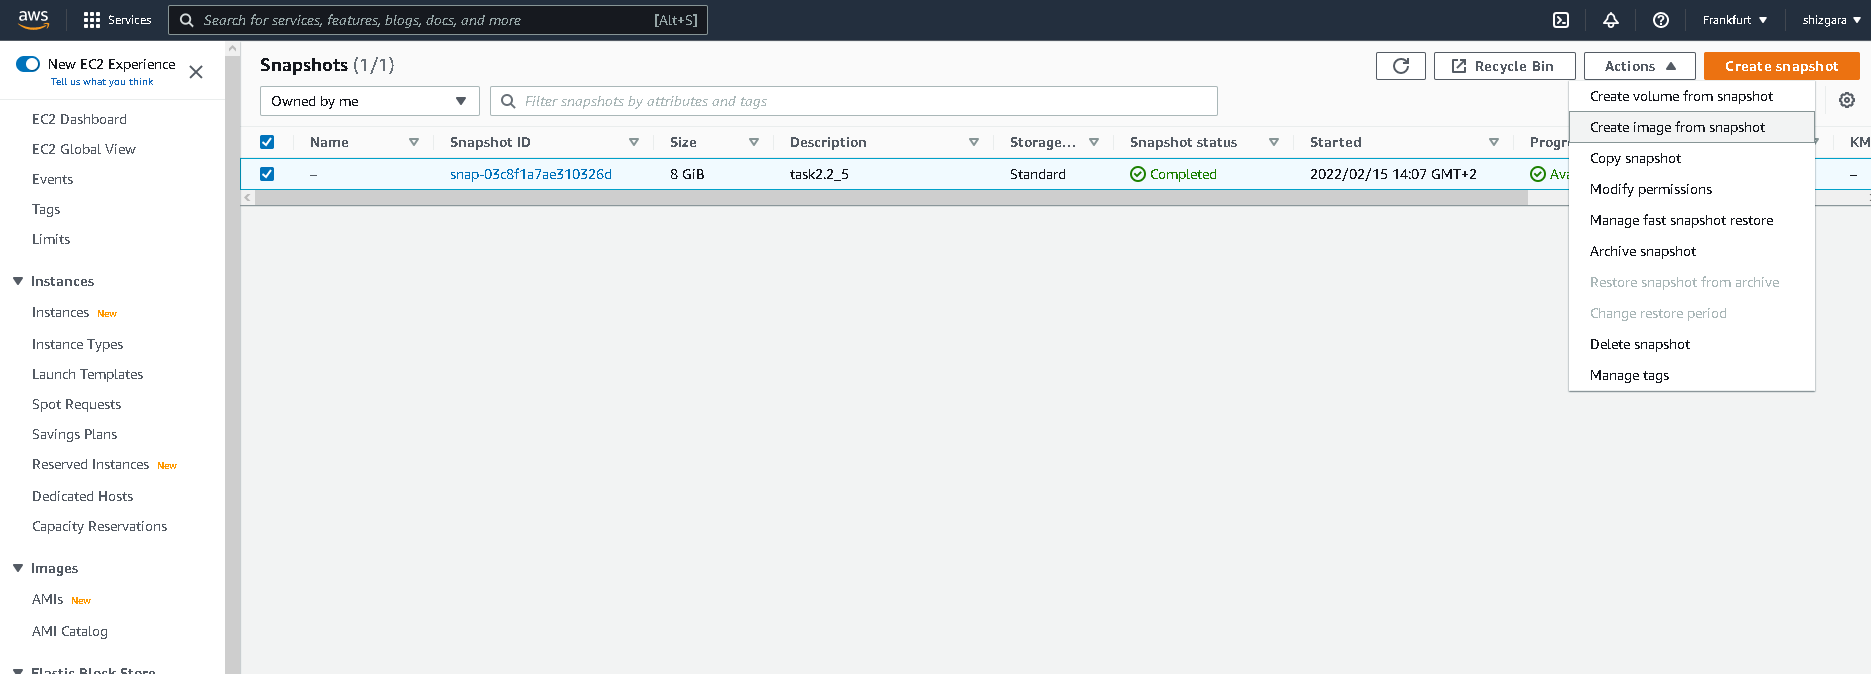 aws Services Search for services, features, blogs, docs, and more [Alt+S] Frankfurt shizgara
New EC2 Experience
Tell us what you think
EC2 Dashboard
EC2 Global View
Events
Tags
Limits
Instances
Instances New
Instance Types
Launch Templates
Spot Requests
Savings Plans
Reserved Instances New
Dedicated Hosts
Capacity Reservations
Images
AMIs New
AMI Catalog
Elastic Block Store
Snapshots (1/1) Recycle Bin Actions Create snapshot
Owned by me Filter snapshots by attributes and tags
Name Snapshot ID Size Description Storage... Snapshot status Started Progr KM
– snap-03c8f1a7ae310326d 8 GiB task2.2_5 Standard Completed 2022/02/15 14:07 GMT+2 Ava –
Create volume from snapshot
Create image from snapshot
Copy snapshot
Modify permissions
Manage fast snapshot restore
Archive snapshot
Restore snapshot from archive
Change restore period
Delete snapshot
Manage tags